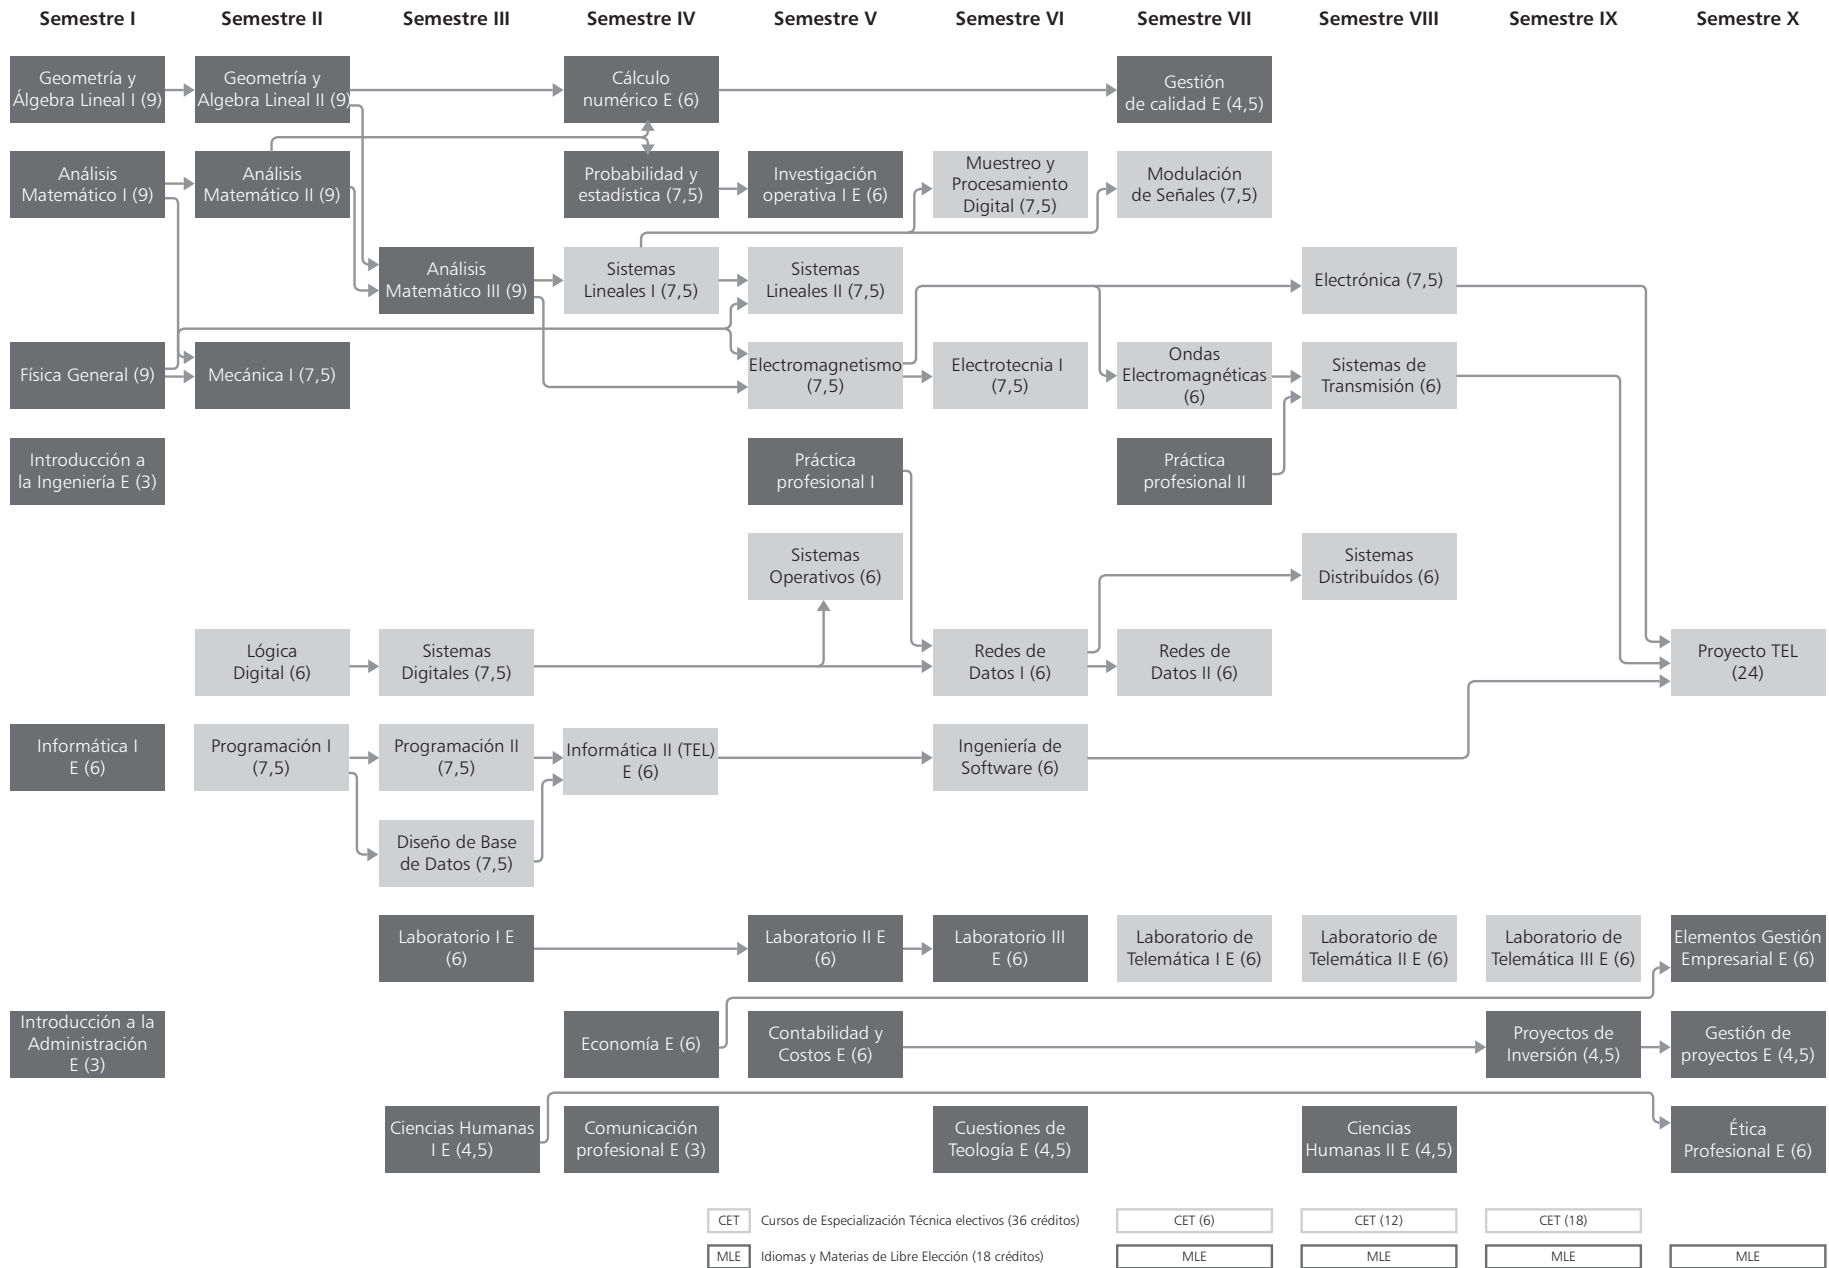 Semestre I
Semestre II
Semestre III
Semestre IV
Semestre V
Semestre VI
Semestre VII
Semestre VIII
Semestre IX
Semestre X
Geometría y
Álgebra Lineal I (9)
Geometría y
Algebra Lineal II (9)
Cálculo
numérico E (6)
Gestión
de calidad E (4,5)
Análisis
Matemático I (9)
Análisis
Matemático II (9)
Probabilidad y
estadística (7,5)
Investigación
operativa I E (6)
Muestreo y
Procesamiento
Digital (7,5)
Modulación
de Señales (7,5)
Análisis
Matemático III (9)
Sistemas
Lineales I (7,5)
Sistemas
Lineales II (7,5)
Electrónica (7,5)
Física General (9)
Mecánica I (7,5)
Electromagnetismo
(7,5)
Electrotecnia I
(7,5)
Ondas
Electromagnéticas
(6)
Sistemas de
Transmisión (6)
Introducción a
la Ingeniería E (3)
Práctica
profesional I
Práctica
profesional II
Sistemas
Operativos (6)
Sistemas
Distribuídos (6)
Lógica
Digital (6)
Sistemas
Digitales (7,5)
Redes de
Datos I (6)
Redes de
Datos II (6)
Proyecto TEL
(24)
Informática I
E (6)
Programación I
(7,5)
Programación II
(7,5)
Informática II (TEL)
E (6)
Ingeniería de
Software (6)
Diseño de Base
de Datos (7,5)
Laboratorio I E
(6)
Laboratorio II E
(6)
Laboratorio III
E (6)
Laboratorio de
Telemática I E (6)
Laboratorio de
Telemática II E (6)
Laboratorio de
Telemática III E (6)
Elementos Gestión
Empresarial E (6)
Introducción a la
Administración
E (3)
Economía E (6)
Contabilidad y
Costos E (6)
Proyectos de
Inversión (4,5)
Gestión de
proyectos E (4,5)
Ciencias Humanas
I E (4,5)
Comunicación
profesional E (3)
Cuestiones de
Teología E (4,5)
Ciencias
Humanas II E (4,5)
Ética
Profesional E (6)
CET
Cursos de Especialización Técnica electivos (36 créditos)
CET (6)
CET (12)
CET (18)
MLE
Idiomas y Materias de Libre Elección (18 créditos)
MLE
MLE
MLE
MLE